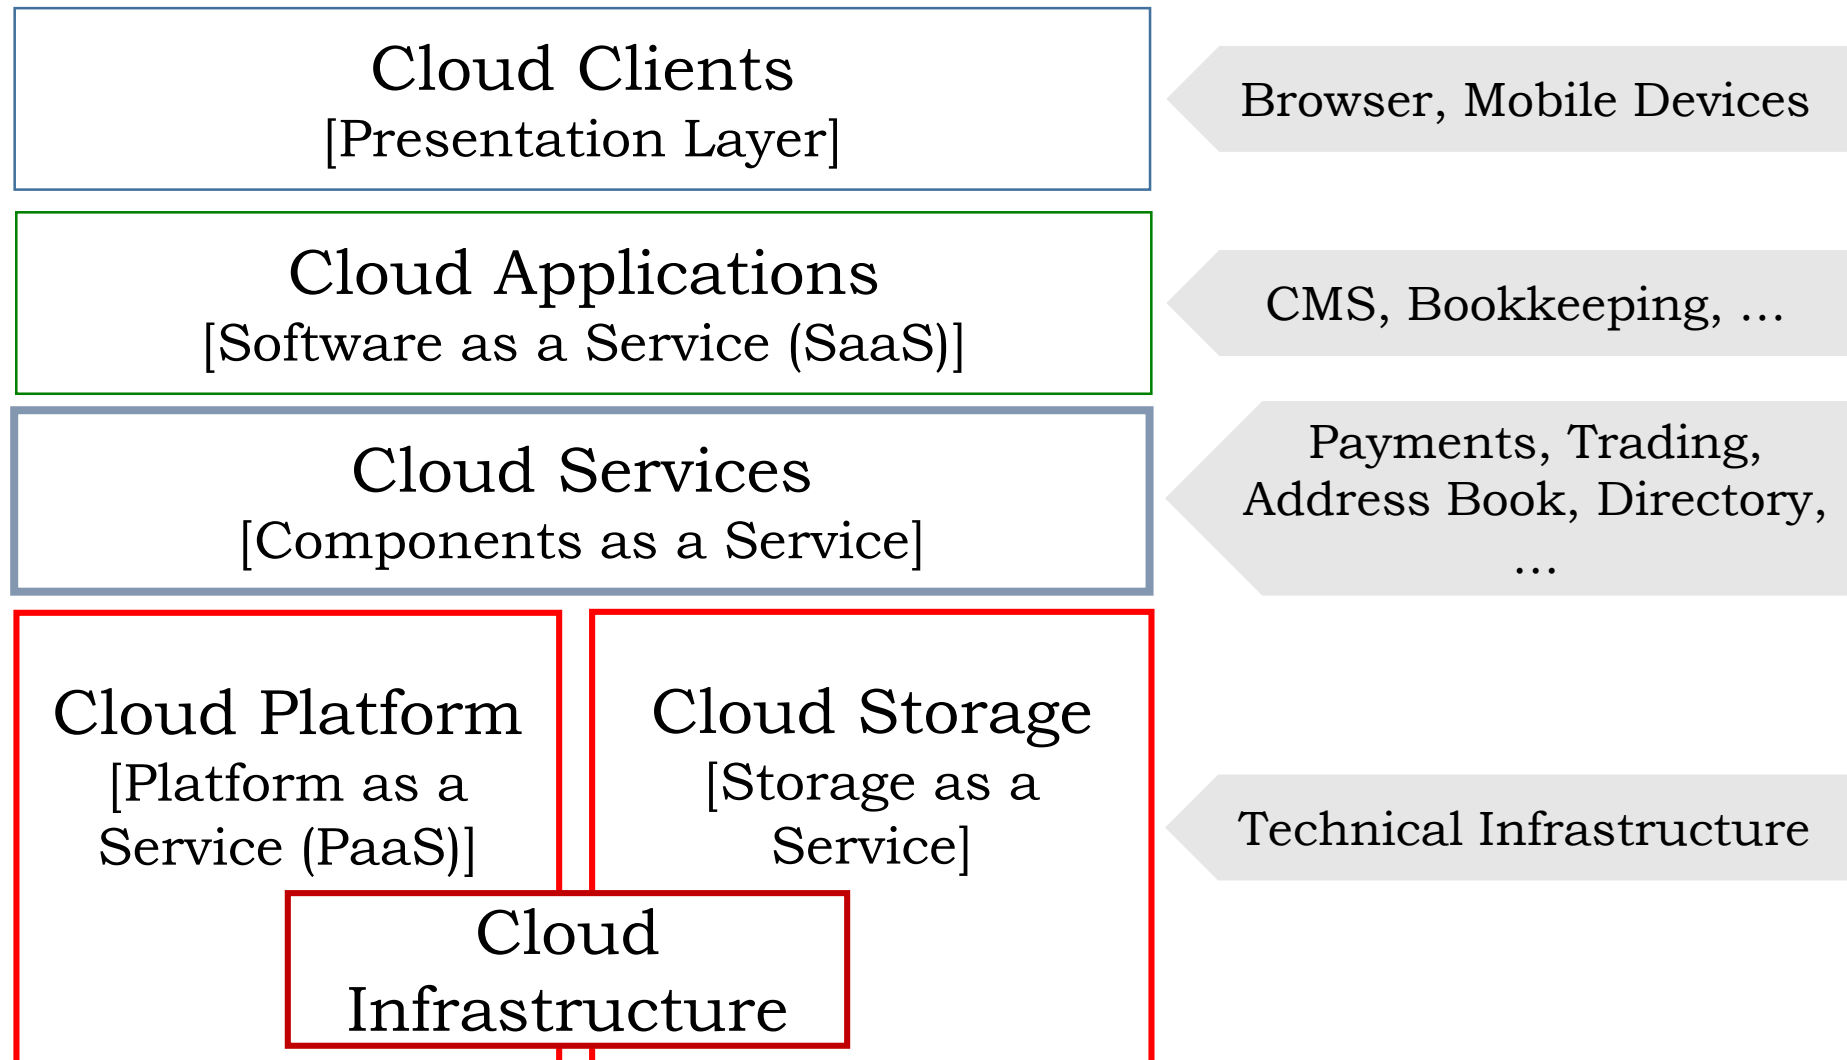 Cloud Clients
[Presentation Layer]
Browser, Mobile Devices
Cloud Applications
[Software as a Service (SaaS)]
CMS, Bookkeeping, ...
Cloud Services
[Components as a Service]
Payments, Trading,
Address Book, Directory,
...
Cloud Platform
[Platform as a
Service (PaaS)]
Cloud Storage
[Storage as a
Service]
Technical Infrastructure
Cloud
Infrastructure